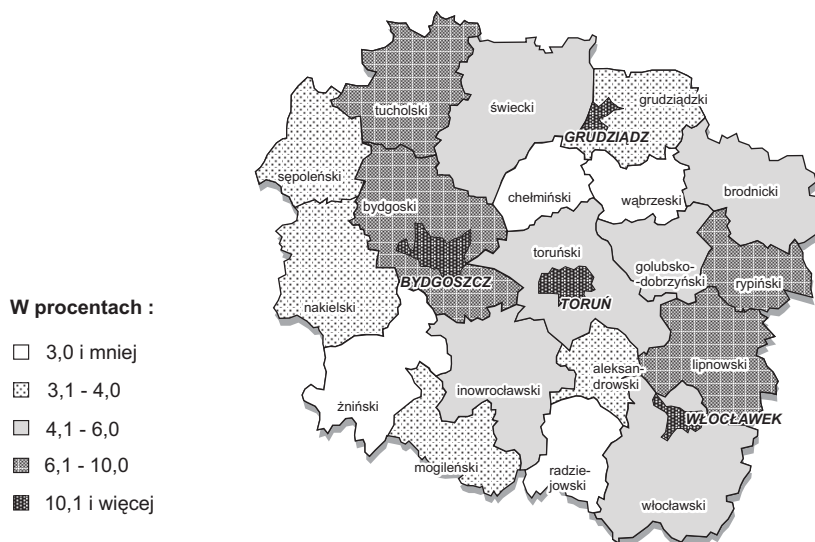 tucholski
świecki
grudziądzki
GRUDZIĄDZ
sępoleński
chełmiński
wąbrzeski
brodnicki
bydgoski
toruński
golubsko-
-dobrzyński
rypiński
BYDGOSZCZ
TORUŃ
nakielski
W procentach :
3,0 i mniej
3,1 - 4,0
4,1 - 6,0
6,1 - 10,0
10,1 i więcej
aleksan-
drowski
lipnowski
inowrocławski
żniński
WŁOCŁAWEK
mogileński
radzie-
jowski
włocławski